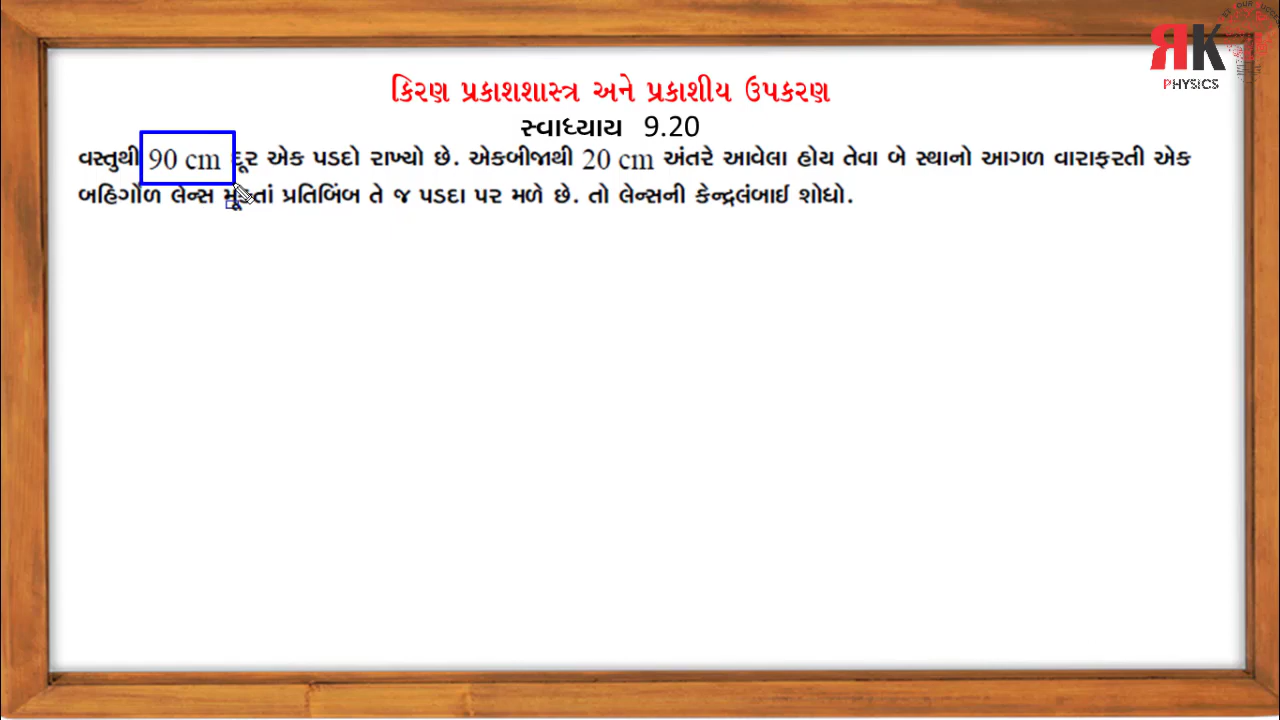 ЯK
PHYSICS
કિરણ પ્રકાશશાસ્ત્ર અને પ્રકાશીય ઉપકરણ
સ્વાધ્યાય 9.20
વસ્તુથી 90 cm દૂર એક પડદો રાખ્યો છે. એકબીજાથી 20 cm અંતરે આવેલા હોય તેવા બે સ્થાનો આગળ વારાફરતી એક
બહિર્ગોળ લેન્સ મૂકતાં પ્રતિબિંબ તે જ પડદા પર મળે છે. તો લેન્સની કેન્દ્રલંબાઈ શોધો.